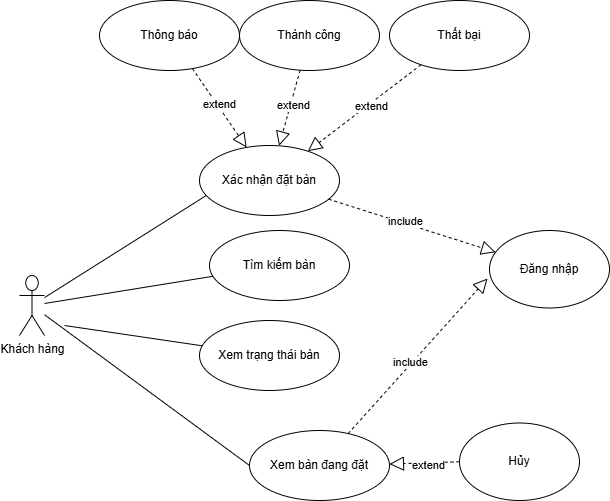 Thông báo
Thành công
Thất bại
extend
extend
extend
Xác nhận đặt bàn
include
Tìm kiếm bàn
Đăng nhập
Khách hàng
Xem trạng thái bàn
include
Xem bàn đang đặt
extend
Hủy